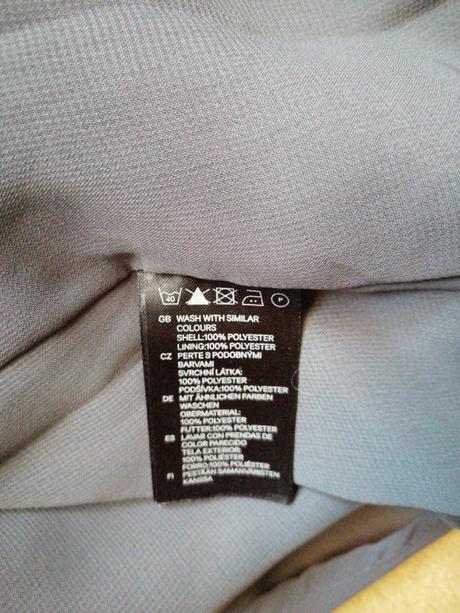 40 P
GB WASH WITH SIMILAR
COLOURS
SHELL:100% POLYESTER
LINING:100% POLYESTER
CZ PERTE S PODOBNÝMI
BARVAMI
SVRCHNÍ LÁTKA:
100% POLYESTER
PODŠÍVKA:100% POLYESTER
DE MIT ÄHNLICHEN FARBEN
WASCHEN
OBERMATERIAL:
100% POLYESTER
FUTTER:100% POLYESTER
ES LAVAR CON PRENDAS DE
COLOR PARECIDO
TELA EXTERIOR:
100% POLIÉSTER
FORRO:100% POLIÉSTER
FI PESTÄÄN SAMANVÄRISTEN
KANSSA